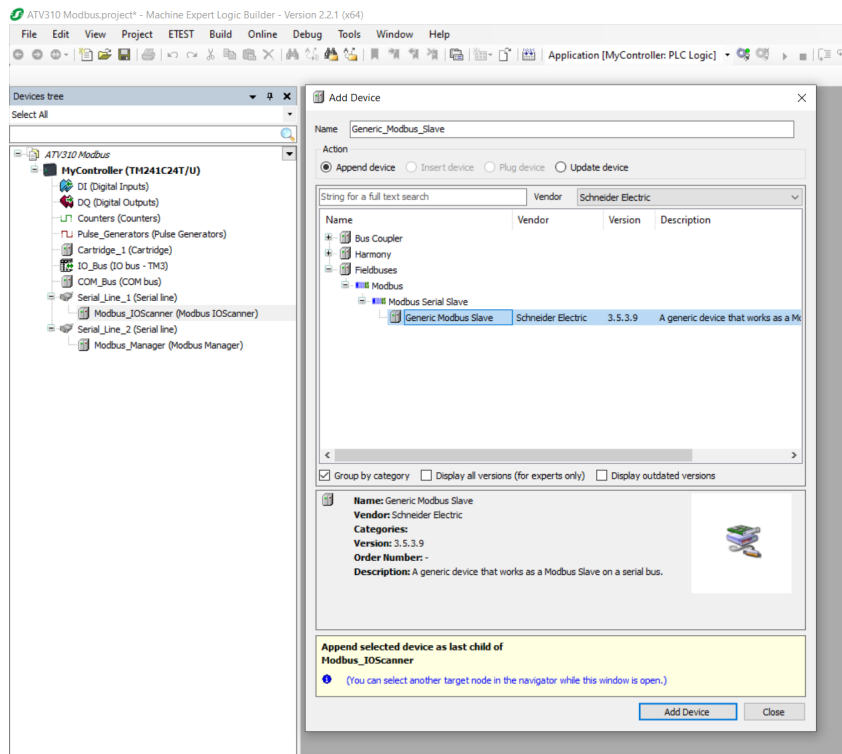 ATV310 Modbus.project* - Machine Expert Logic Builder - Version 2.2.1 (x64)
File Edit View Project ETEST Build Online Debug Tools Window Help
Application [MyController: PLC Logic]
Devices tree
Select All
ATV310 Modbus
MyController (TM241C24T/U)
DI (Digital Inputs)
DQ (Digital Outputs)
Counters (Counters)
Pulse_Generators (Pulse Generators)
Cartridge_1 (Cartridge)
IO_Bus (IO bus - TM3)
COM_Bus (COM bus)
Serial_Line_1 (Serial line)
Modbus_IOScanner (Modbus IOScanner)
Serial_Line_2 (Serial line)
Modbus_Manager (Modbus Manager)
Add Device
Name Generic_Modbus_Slave
Action
Append device Insert device Plug device Update device
String for a full text search Vendor Schneider Electric
Name Vendor Version Description
Bus Coupler
Harmony
Fieldbuses
Modbus
Modbus Serial Slave
Generic Modbus Slave Schneider Electric 3.5.3.9 A generic device that works as a Mo
Group by category Display all versions (for experts only) Display outdated versions
Name: Generic Modbus Slave
Vendor: Schneider Electric
Categories:
Version: 3.5.3.9
Order Number: -
Description: A generic device that works as a Modbus Slave on a serial bus.
Append selected device as last child of
Modbus_IOScanner
(You can select another target node in the navigator while this window is open.)
Add Device Close